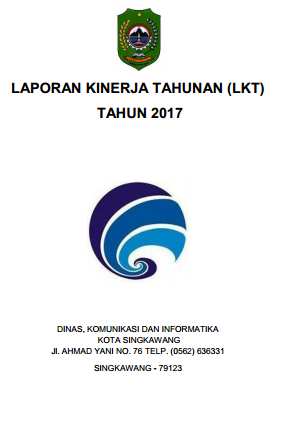 LAPORAN KINERJA TAHUNAN (LKT)
TAHUN 2017
DINAS, KOMUNIKASI DAN INFORMATIKA
KOTA SINGKAWANG
Jl. AHMAD YANI NO. 76 TELP. (0562) 636331
SINGKAWANG - 79123